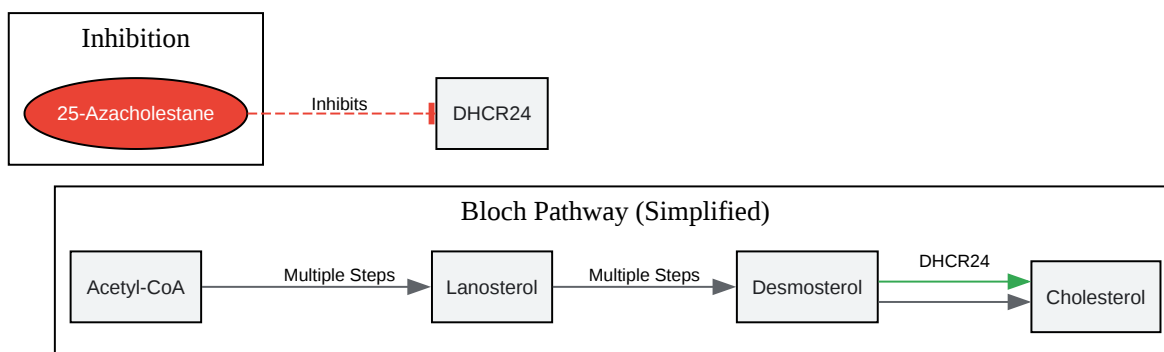 Inhibition
25-Azacholestane
Inhibits
DHCR24
Bloch Pathway (Simplified)
Acetyl-CoA
Multiple Steps
Lanosterol
Multiple Steps
Desmosterol
DHCR24
Cholesterol